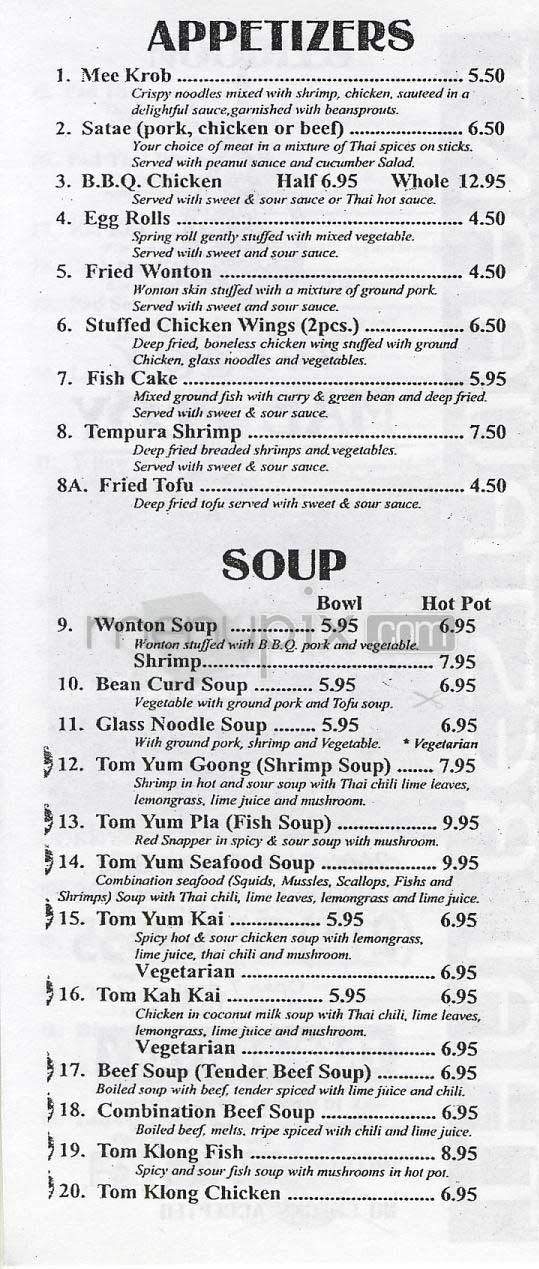 APPETIZERS
1. Mee Krob ................................................ 5.50
Crispy noodles mixed with shrimp, chicken, sauteed in a
delightful sauce,garnished with beansprouts.
2. Satae (pork, chicken or beef) ................... 6.50
Your choice of meat in a mixture of Thai spices on sticks.
Served with peanut sauce and cucumber Salad.
3. B.B.Q. Chicken Half 6.95 Whole 12.95
Served with sweet & sour sauce or Thai hot sauce.
4. Egg Rolls ................................................ 4.50
Spring roll gently stuffed with mixed vegetable.
Served with sweet and sour sauce.
5. Fried Wonton ......................................... 4.50
Wonton skin stuffed with a mixture of ground pork.
Served with sweet and sour sauce.
6. Stuffed Chicken Wings (2pcs.) ................. 6.50
Deep fried, boneless chicken wing stuffed with ground
Chicken, glass noodles and vegetables.
7. Fish Cake ............................................... 5.95
Mixed ground fish with curry & green bean and deep fried.
Served with sweet & sour sauce.
8. Tempura Shrimp ..................................... 7.50
Deep fried breaded shrimps and vegetables.
Served with sweet & sour sauce.
8A. Fried Tofu ............................................. 4.50
Deep fried tofu served with sweet & sour sauce.
SOUP
Bowl Hot Pot
9. Wonton Soup ............... 5.95 6.95
Wonton stuffed with B.B.Q. pork and vegetable.
Shrimp....................................... 7.95
menupix.com
10. Bean Curd Soup .......... 5.95 6.95
Vegetable with ground pork and Tofu soup.
11. Glass Noodle Soup ....... 5.95 6.95
With ground pork, shrimp and Vegetable. * Vegetarian
12. Tom Yum Goong (Shrimp Soup) ....... 7.95
Shrimp in hot and sour soup with Thai chili lime leaves,
lemongrass, lime juice and mushroom.
13. Tom Yum Pla (Fish Soup) ................. 9.95
Red Snapper in spicy & sour soup with mushroom.
14. Tom Yum Seafood Soup .................... 9.95
Combination seafood (Squids, Mussles, Scallops, Fishs and
Shrimps) Soup with Thai chili, lime leaves, lemongrass and lime juice.
15. Tom Yum Kai ............... 5.95 6.95
Spicy hot & sour chicken soup with lemongrass,
lime juice, thai chili and mushroom.
Vegetarian ................................. 6.95
16. Tom Kah Kai ................ 5.95 6.95
Chicken in coconut milk soup with Thai chili, lime leaves,
lemongrass, lime juice and mushroom.
Vegetarian ................................. 6.95
17. Beef Soup (Tender Beef Soup) .......... 6.95
Boiled soup with beef, tender spiced with lime juice and chili.
18. Combination Beef Soup .................... 6.95
Boiled beef, melts, tripe spiced with chili and lime juice.
19. Tom Klong Fish ................................ 8.95
Spicy and sour fish soup with mushrooms in hot pot.
20. Tom Klong Chicken ......................... 6.95